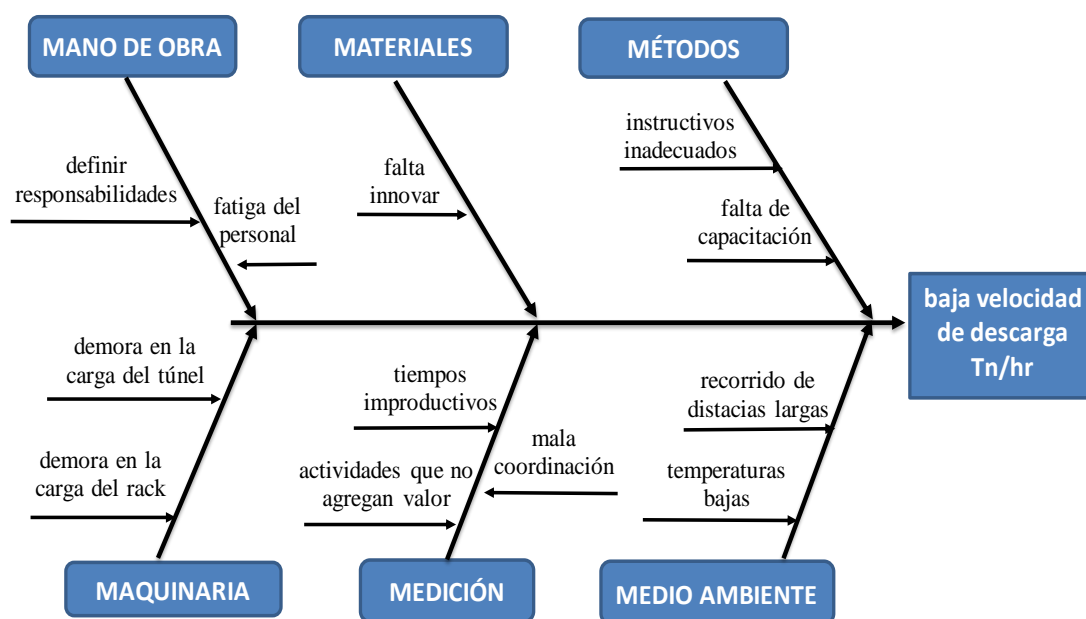 MANO DE OBRA
MATERIALES
MÉTODOS
definir
responsabilidades
fatiga del
personal
falta
innovar
instructivos
inadecuados
falta de
capacitación
baja velocidad
de descarga
Tn/hr
demora en la
carga del túnel
demora en la
carga del rack
tiempos
improductivos
actividades que no
agregan valor
mala
coordinación
recorrido de
distacias largas
temperaturas
bajas
MAQUINARIA
MEDICIÓN
MEDIO AMBIENTE